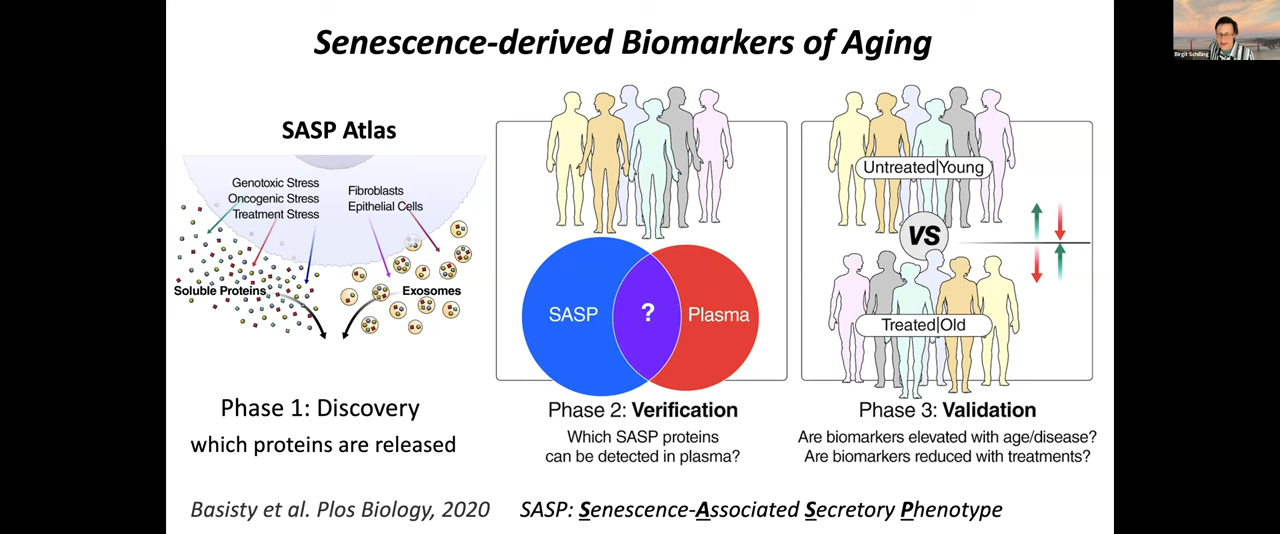 Senescence-derived Biomarkers of Aging
Birgit Schilling
SASP Atlas
Genotoxic Stress
Oncogenic Stress
Treatment Stress
Fibroblasts
Epithelial Cells
Soluble Proteins
Exosomes
Phase 1: Discovery
which proteins are released
SASP
?
Plasma
Phase 2: Verification
Which SASP proteins
can be detected in plasma?
Untreated|Young
VS
Treated|Old
Phase 3: Validation
Are biomarkers elevated with age/disease?
Are biomarkers reduced with treatments?
Basisty et al. Plos Biology, 2020
SASP: Senescence-Associated Secretory Phenotype